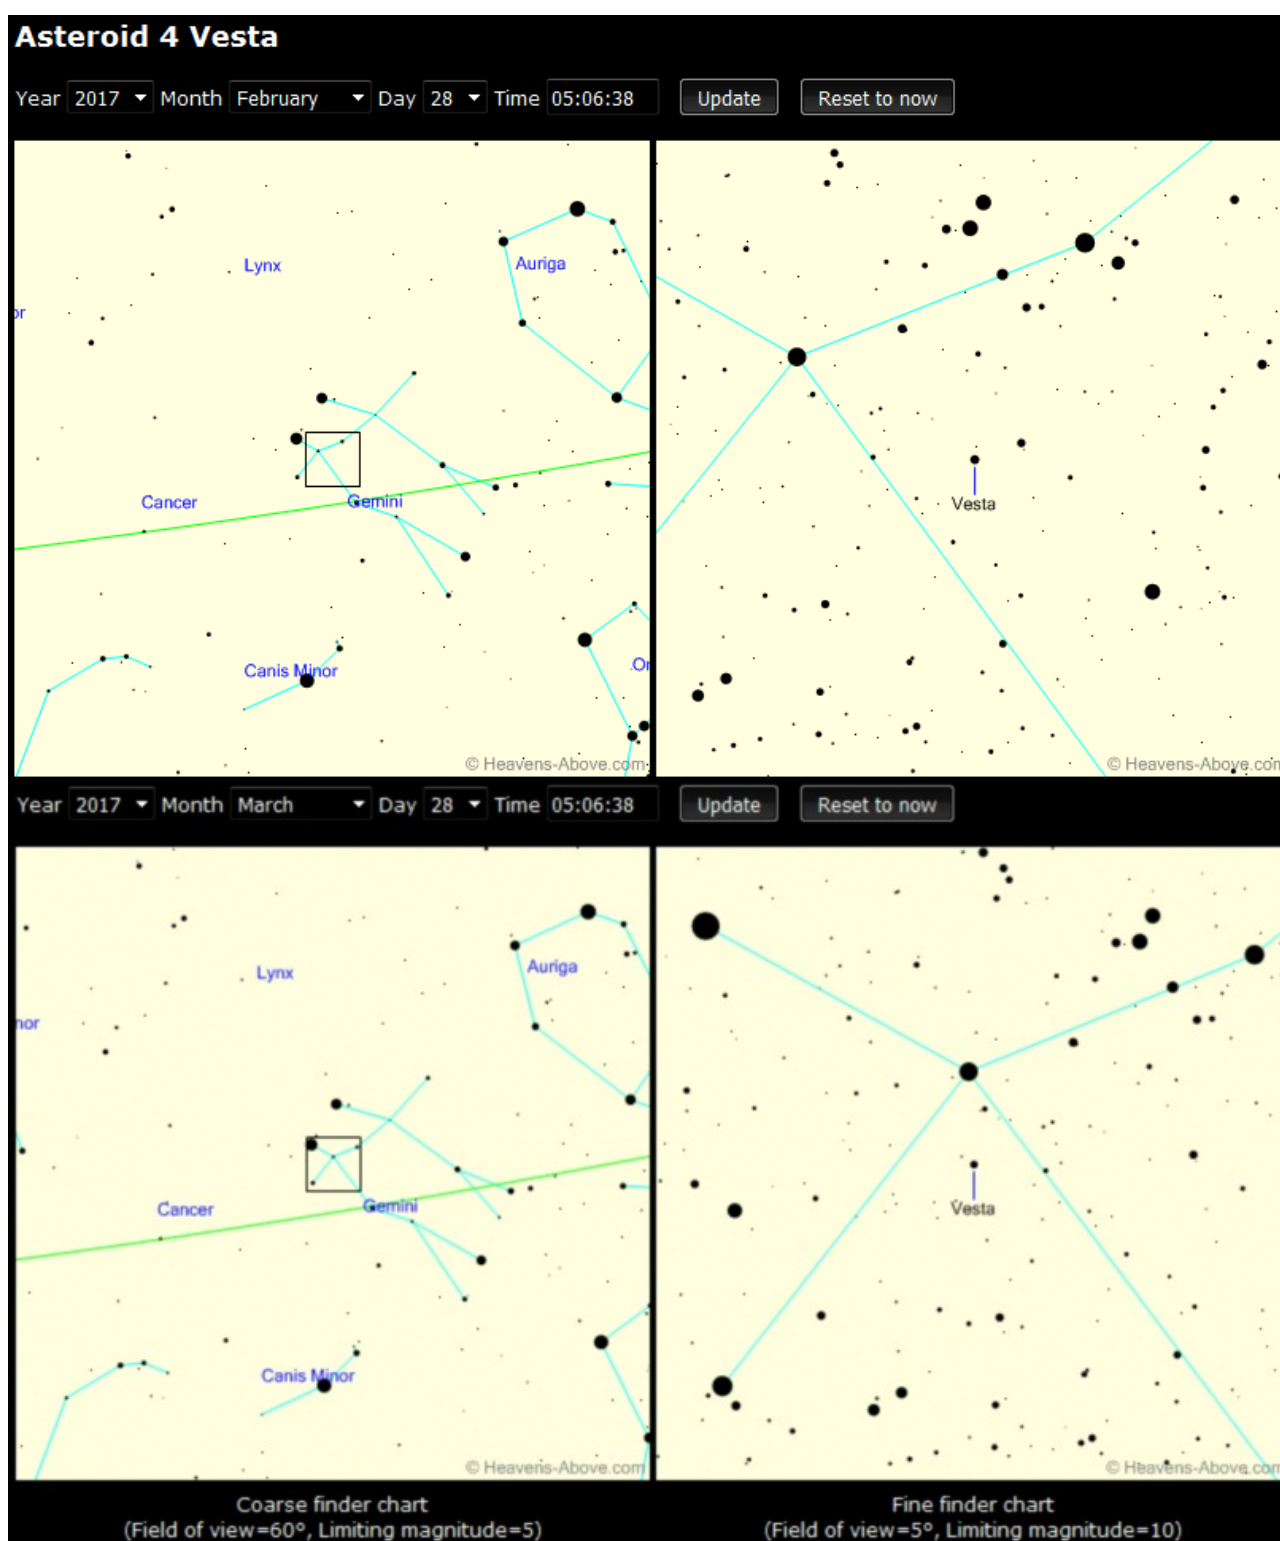 Asteroid 4 Vesta
Year 2017 Month February Day 28 Time 05:06:38 Update Reset to now
Lynx
Auriga
or
Cancer
Gemini
Canis Minor
Or
© Heavens-Above.com
Vesta
© Heavens-Above.com
Year 2017 Month March Day 28 Time 05:06:38 Update Reset to now
Lynx
Auriga
nor
Cancer
Gemini
Canis Minor
© Heavens-Above.com
Vesta
© Heavens-Above.com
Coarse finder chart
(Field of view=60°, Limiting magnitude=5)
Fine finder chart
(Field of view=5°, Limiting magnitude=10)